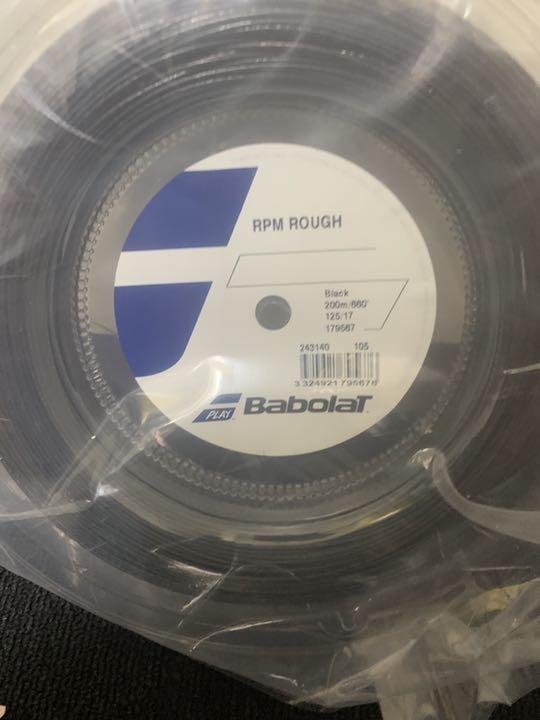 RPM ROUGH
Black
200m/660'
125/17
179567
243140 105
3 324921 795678
PLAY BabolaT